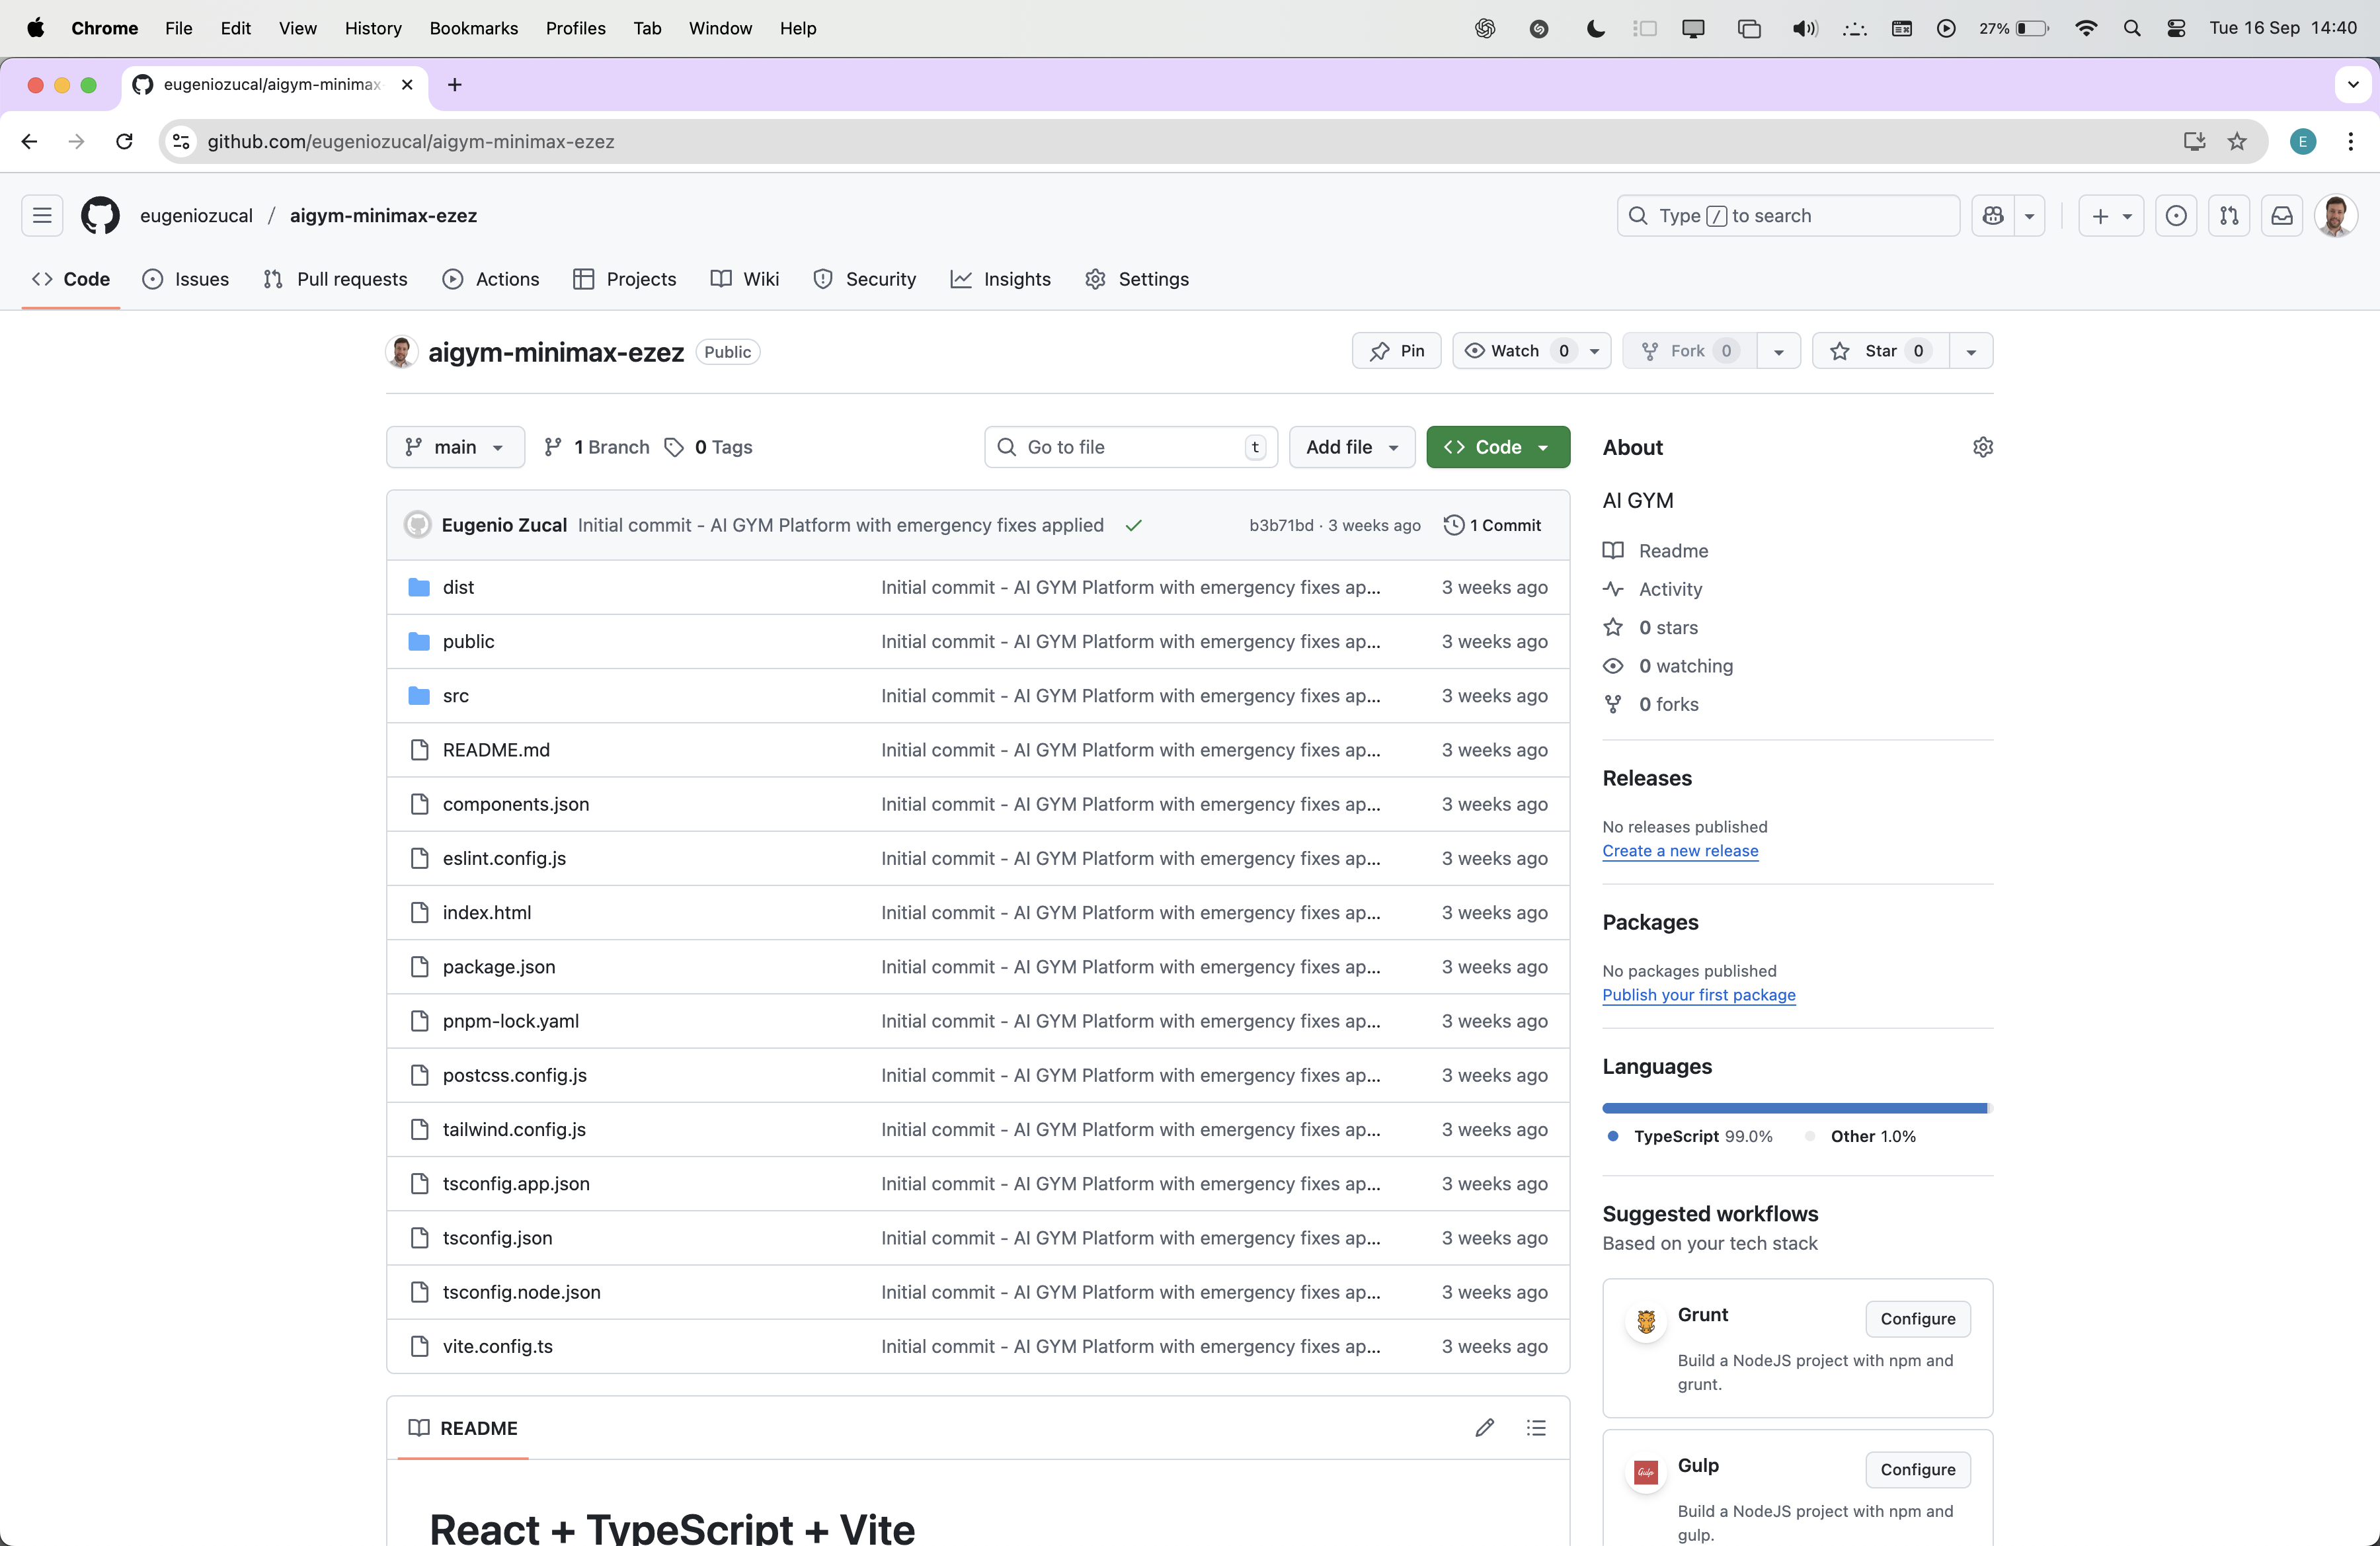 Chrome File Edit View History Bookmarks Profiles Tab Window Help 27% Tue 16 Sep 14:40
eugeniozucal/aigym-minimax-
github.com/eugeniozucal/aigym-minimax-ezez E
eugeniozucal / aigym-minimax-ezez Type / to search
Code Issues Pull requests Actions Projects Wiki Security Insights Settings
aigym-minimax-ezez Public Pin Watch 0 Fork 0 Star 0
main 1 Branch 0 Tags Go to file t Add file Code
Eugenio Zucal Initial commit - AI GYM Platform with emergency fixes applied b3b71bd · 3 weeks ago 1 Commit
dist Initial commit - AI GYM Platform with emergency fixes ap... 3 weeks ago
public Initial commit - AI GYM Platform with emergency fixes ap... 3 weeks ago
src Initial commit - AI GYM Platform with emergency fixes ap... 3 weeks ago
README.md Initial commit - AI GYM Platform with emergency fixes ap... 3 weeks ago
components.json Initial commit - AI GYM Platform with emergency fixes ap... 3 weeks ago
eslint.config.js Initial commit - AI GYM Platform with emergency fixes ap... 3 weeks ago
index.html Initial commit - AI GYM Platform with emergency fixes ap... 3 weeks ago
package.json Initial commit - AI GYM Platform with emergency fixes ap... 3 weeks ago
pnpm-lock.yaml Initial commit - AI GYM Platform with emergency fixes ap... 3 weeks ago
postcss.config.js Initial commit - AI GYM Platform with emergency fixes ap... 3 weeks ago
tailwind.config.js Initial commit - AI GYM Platform with emergency fixes ap... 3 weeks ago
tsconfig.app.json Initial commit - AI GYM Platform with emergency fixes ap... 3 weeks ago
tsconfig.json Initial commit - AI GYM Platform with emergency fixes ap... 3 weeks ago
tsconfig.node.json Initial commit - AI GYM Platform with emergency fixes ap... 3 weeks ago
vite.config.ts Initial commit - AI GYM Platform with emergency fixes ap... 3 weeks ago
README
React + TypeScript + Vite
About
AI GYM
Readme
Activity
0 stars
0 watching
0 forks
Releases
No releases published
Create a new release
Packages
No packages published
Publish your first package
Languages
TypeScript 99.0% Other 1.0%
Suggested workflows
Based on your tech stack
Grunt Configure
Build a NodeJS project with npm and
grunt.
Gulp Gulp Configure
Build a NodeJS project with npm and
gulp.